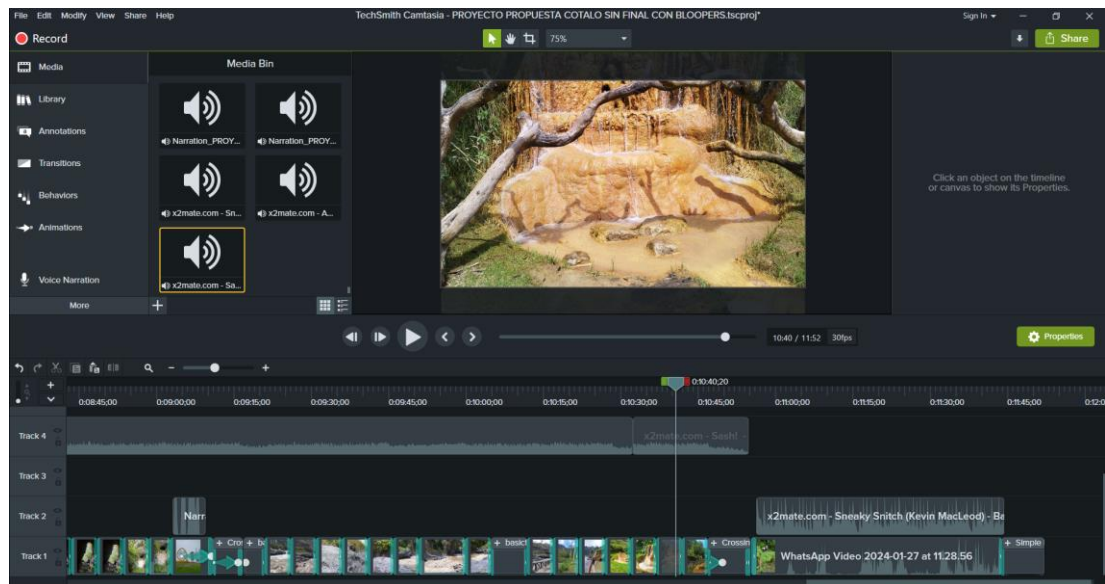 File Edit Modify View Share Help
TechSmith Camtasia - PROYECTO PROPUESTA COTALO SIN FINAL CON BLOOPERS.tscproj*
Sign In
Record
75%
Share
Media
Library
Annotations
Transitions
Behaviors
Animations
Voice Narration
More
Media Bin
Narration_PROY...
Narration_PROY...
x2mate.com - Sn...
x2mate.com - A...
x2mate.com - Sa...
Click an object on the timeline
or canvas to show its Properties.
10:40 / 11:52 30fps
Properties
0:10:40;20
0:08:45;00 0:09:00;00 0:09:15;00 0:09:30;00 0:09:45;00 0:10:00;00 0:10:15;00 0:10:30;00 0:10:45;00 0:11:00;00 0:11:15;00 0:11:30;00 0:11:45;00 0:12:0
Track 4
x2mate.com - Sash! -
Track 3
Track 2
Narr
x2mate.com - Sneaky Snitch (Kevin MacLeod) - Ba
Track 1
+ Cros + ba
+ basict
+ Crossin
WhatsApp Video 2024-01-27 at 11.28.56
+ Simple